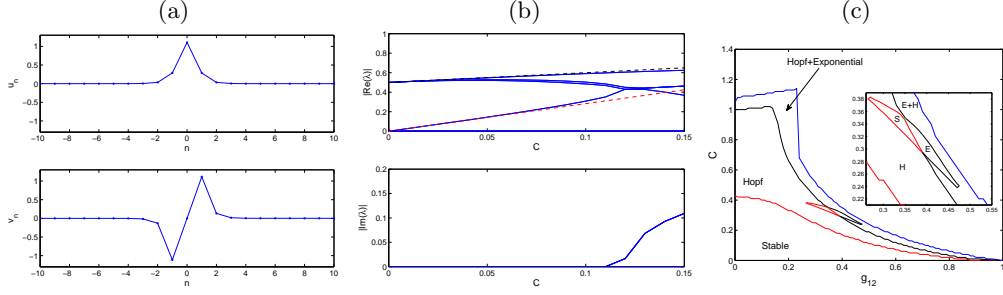 (a)
1
0.5
0
−0.5
−1
u_n
−10 −8 −6 −4 −2 0 2 4 6 8 10
n
1
0.5
0
−0.5
−1
v_n
−10 −8 −6 −4 −2 0 2 4 6 8 10
n
(b)
1
0.8
0.6
0.4
0.2
0
|Re(λ)|
0 0.05 0.1 0.15
C
0.2
0.15
0.1
0.05
0
|Im(λ)|
0 0.05 0.1 0.15
C
(c)
1.4
1.2
1
0.8
0.6
0.4
0.2
0
C
0 0.2 0.4 0.6 0.8 1
g_12
Hopf+Exponential
Hopf
Stable
0.38
0.36
0.34
0.32
0.3
0.28
0.26
0.24
0.22
0.3 0.35 0.4 0.45 0.5 0.55
E+H
S
E
H